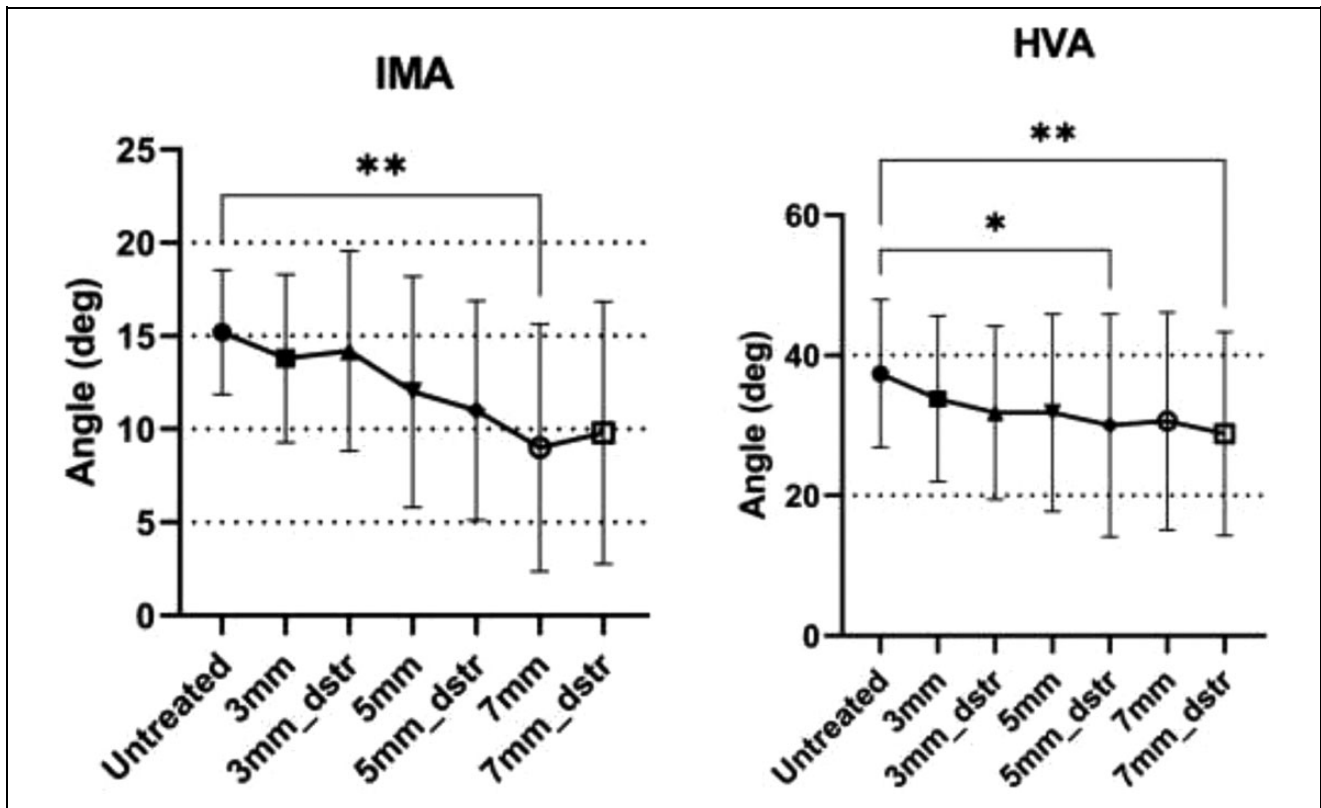 IMA
**
25
20
15
10
5
0
Angle (deg)
Untreated
3mm
3mm_dstr
5mm
5mm_dstr
7mm
7mm_dstr
HVA
**
*
60
40
20
0
Angle (deg)
Untreated
3mm
3mm_dstr
5mm
5mm_dstr
7mm
7mm_dstr